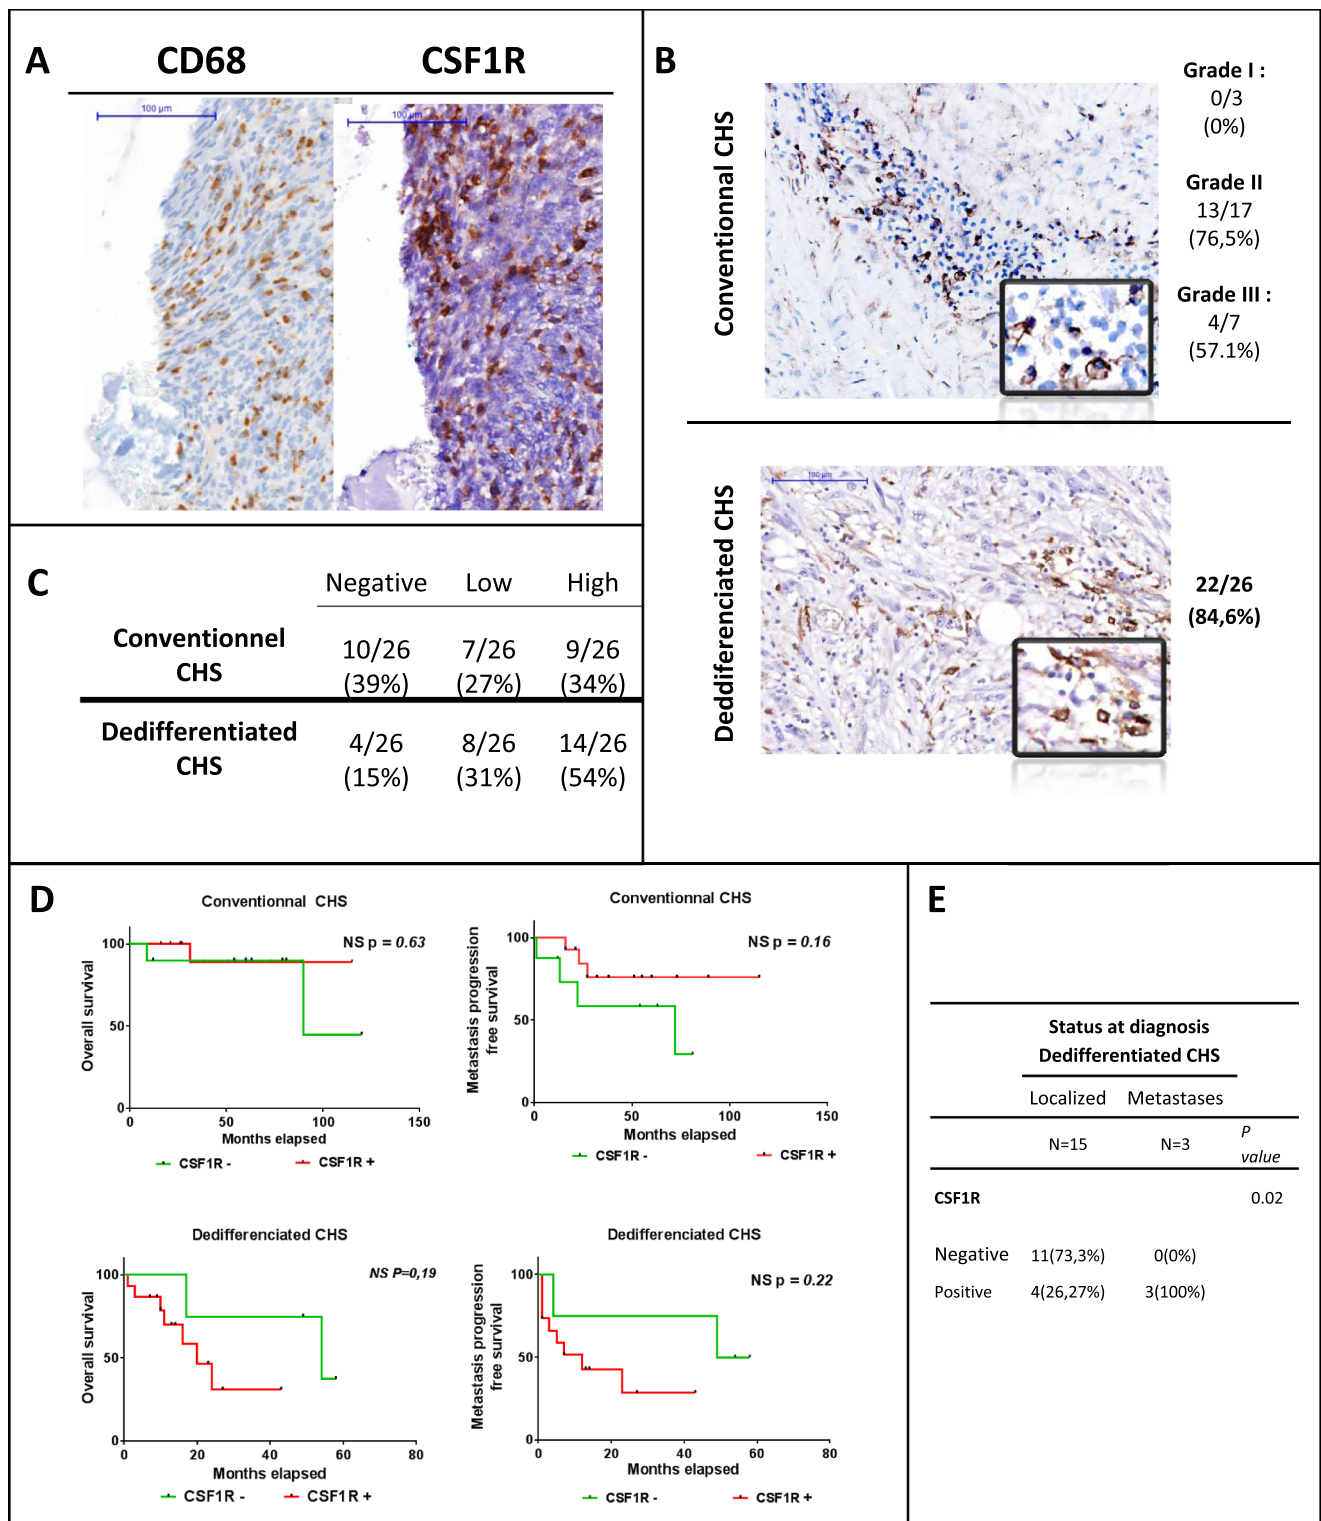 A
CD68
CSF1R
100 µm
100 µm
B
Conventionnal CHS
Grade I :
0/3
(0%)
Grade II
13/17
(76,5%)
Grade III :
4/7
(57.1%)
Deddiferenciated CHS
100 µm
22/26
(84,6%)
C
Negative Low High
Conventionnel
CHS
10/26 7/26 9/26
(39%) (27%) (34%)
Dedifferentiated
CHS
4/26 8/26 14/26
(15%) (31%) (54%)
D
Conventionnal CHS
NS p = 0.63
Overall survival
100
50
0
0 50 100 150
Months elapsed
CSF1R - CSF1R +
Conventionnal CHS
NS p = 0.16
Metastasis progression
free survival
100
50
0
0 50 100 150
Months elapsed
CSF1R - CSF1R +
Dedifferenciated CHS
NS P=0,19
Overall survival
100
50
0
0 20 40 60 80
Months elapsed
CSF1R - CSF1R +
Dedifferenciated CHS
NS p = 0.22
Metastasis progression
free survival
100
50
0
0 20 40 60 80
Months elapsed
CSF1R - CSF1R +
E
Status at diagnosis
Dedifferentiated CHS
Localized Metastases
N=15 N=3 P
value
CSF1R 0.02
Negative 11(73,3%) 0(0%)
Positive 4(26,27%) 3(100%)